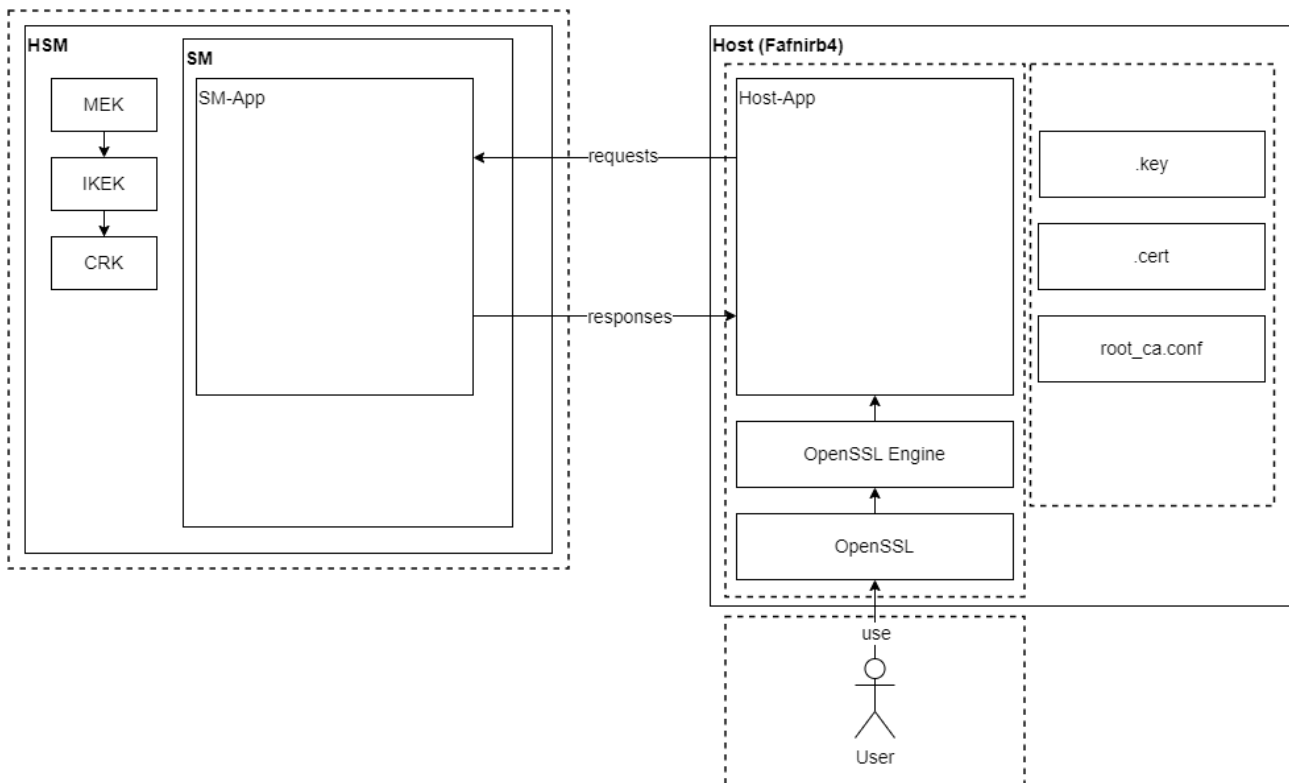 HSM
SM
MEK
SM-App
IKEK
CRK
requests
responses
Host (Fafnirb4)
Host-App
.key
.cert
root_ca.conf
OpenSSL Engine
OpenSSL
use
User